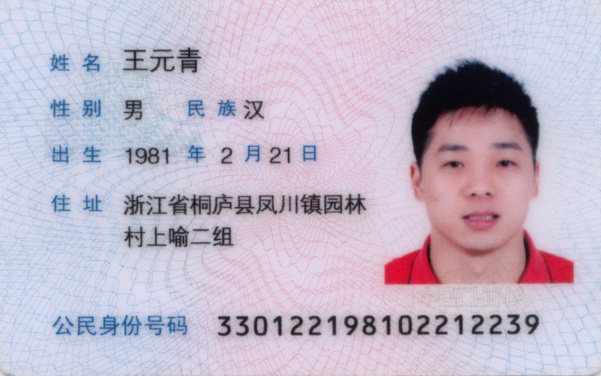 姓名 王元青
性别 男 民族 汉
出生 1981 年 2 月 21 日
住址 浙江省桐庐县凤川镇园林
村上喻二组
公民身份号码 330122198102212239